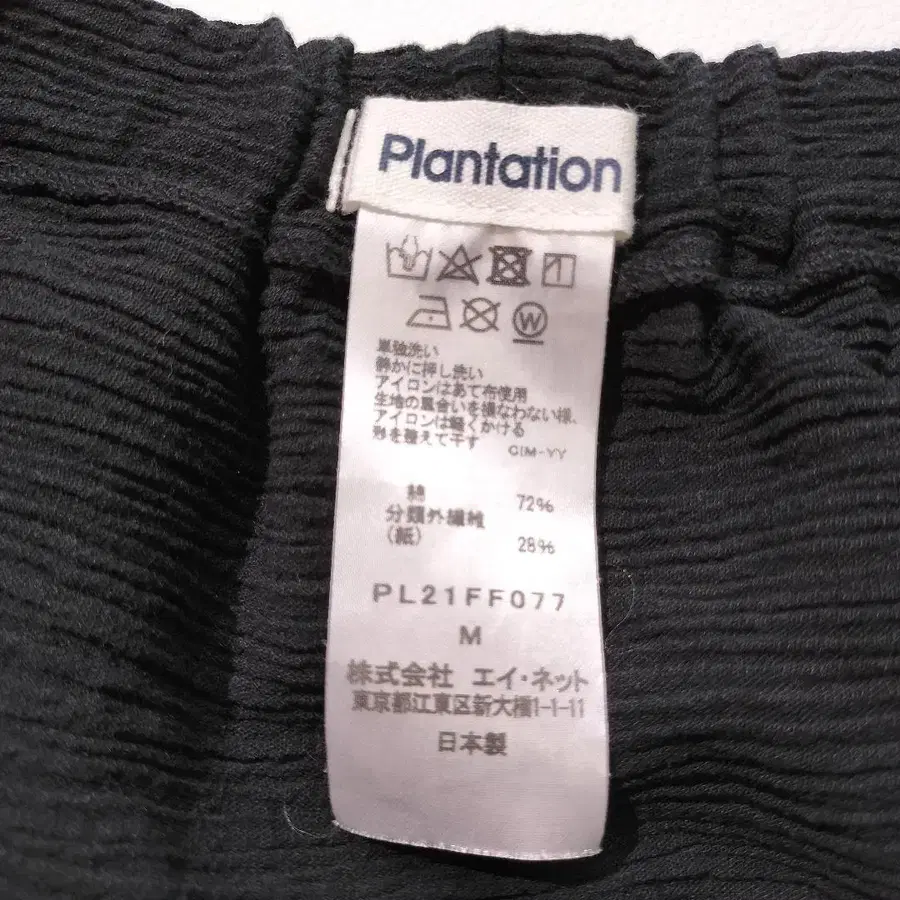 Plantation
W
単独洗い
静かに押し洗い
アイロンはあて布使用
生地の風合いを損なわない様、
アイロンは軽くかける
形を整えて干す
CIM-YY
綿 72%
分類外繊維
(紙) 28%
PL21FF077
M
株式会社 エイ・ネット
東京都江東区新大橋1-1-11
日本製